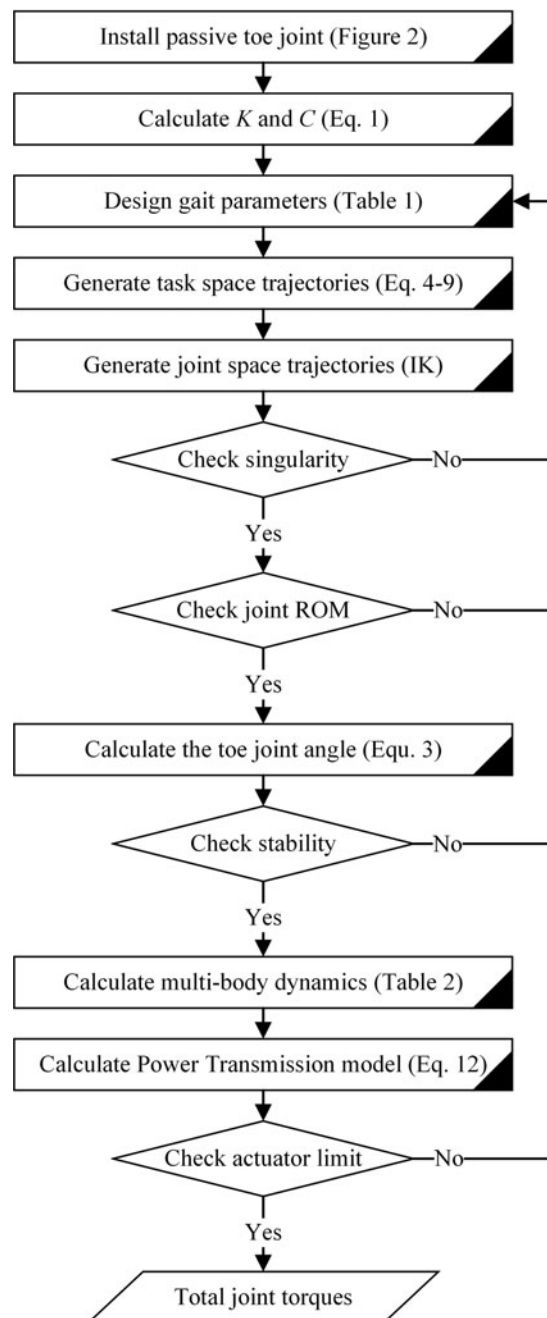 Install passive toe joint (Figure 2)
Calculate K and C (Eq. 1)
Design gait parameters (Table 1)
Generate task space trajectories (Eq. 4-9)
Generate joint space trajectories (IK)
Check singularity
No
Yes
Check joint ROM
No
Yes
Calculate the toe joint angle (Equ. 3)
Check stability
No
Yes
Calculate multi-body dynamics (Table 2)
Calculate Power Transmission model (Eq. 12)
Check actuator limit
No
Yes
Total joint torques